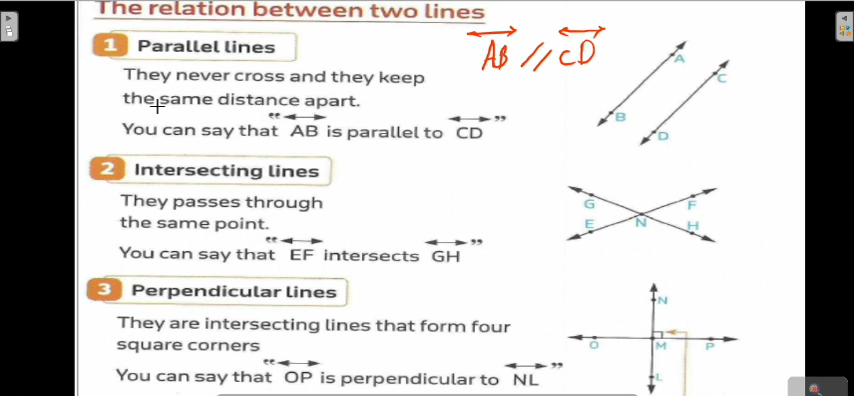 The relation between two lines
1 Parallel lines
AB // CD
They never cross and they keep
the same distance apart.
You can say that "AB is parallel to CD"
A
C
B
D
2 Intersecting lines
They passes through
the same point.
You can say that "EF intersects GH"
G
F
E
N
H
3 Perpendicular lines
They are intersecting lines that form four
square corners
You can say that "OP is perpendicular to NL"
N
O
M
P
L